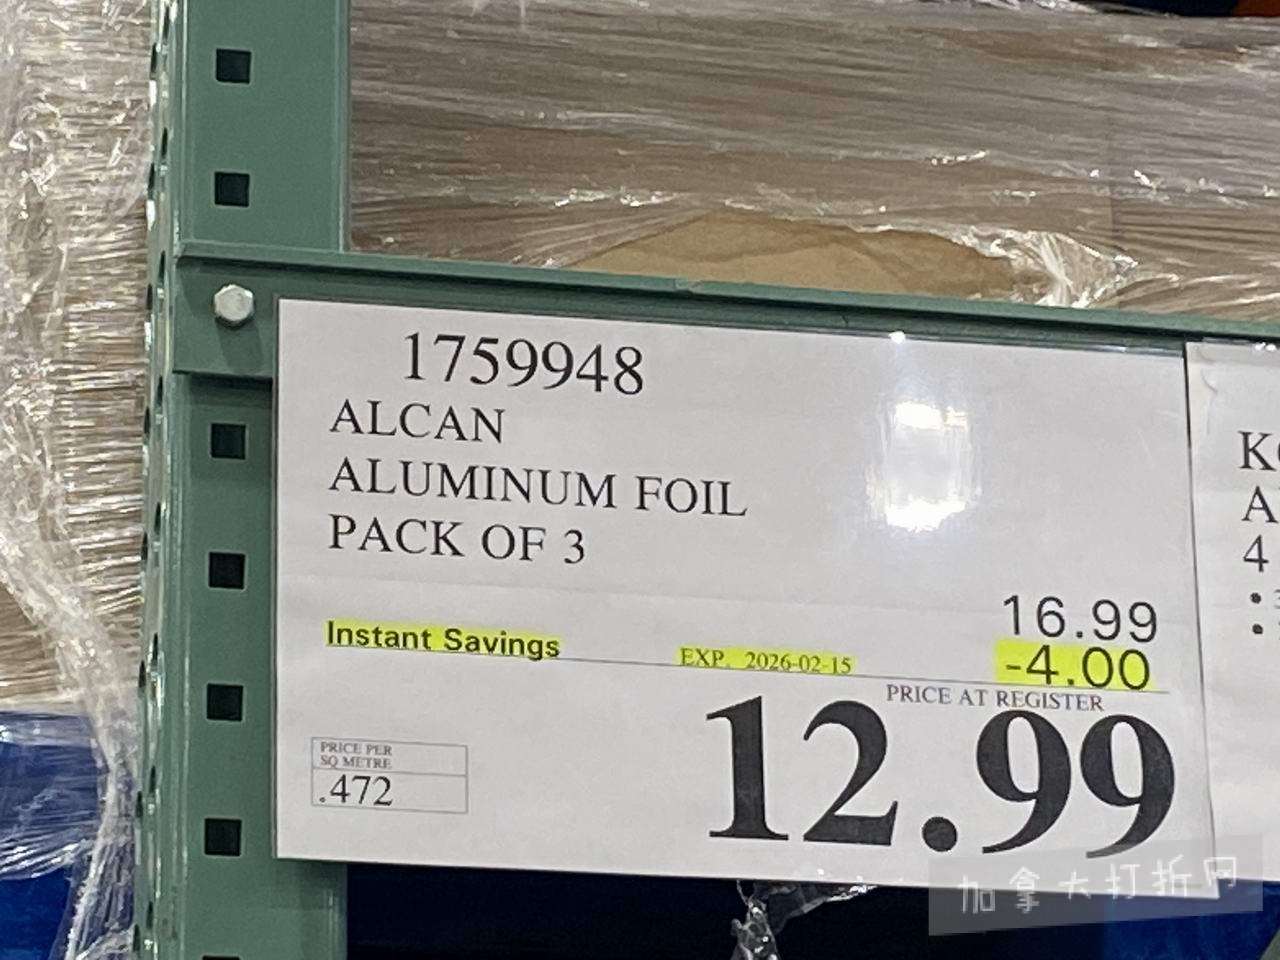 1759948
ALCAN
ALUMINUM FOIL
PACK OF 3
16.99
Instant Savings EXP. 2026-02-15 -4.00
PRICE AT REGISTER
12.99
PRICE PER
SQ METRE
.472
A
4
加拿大打折网